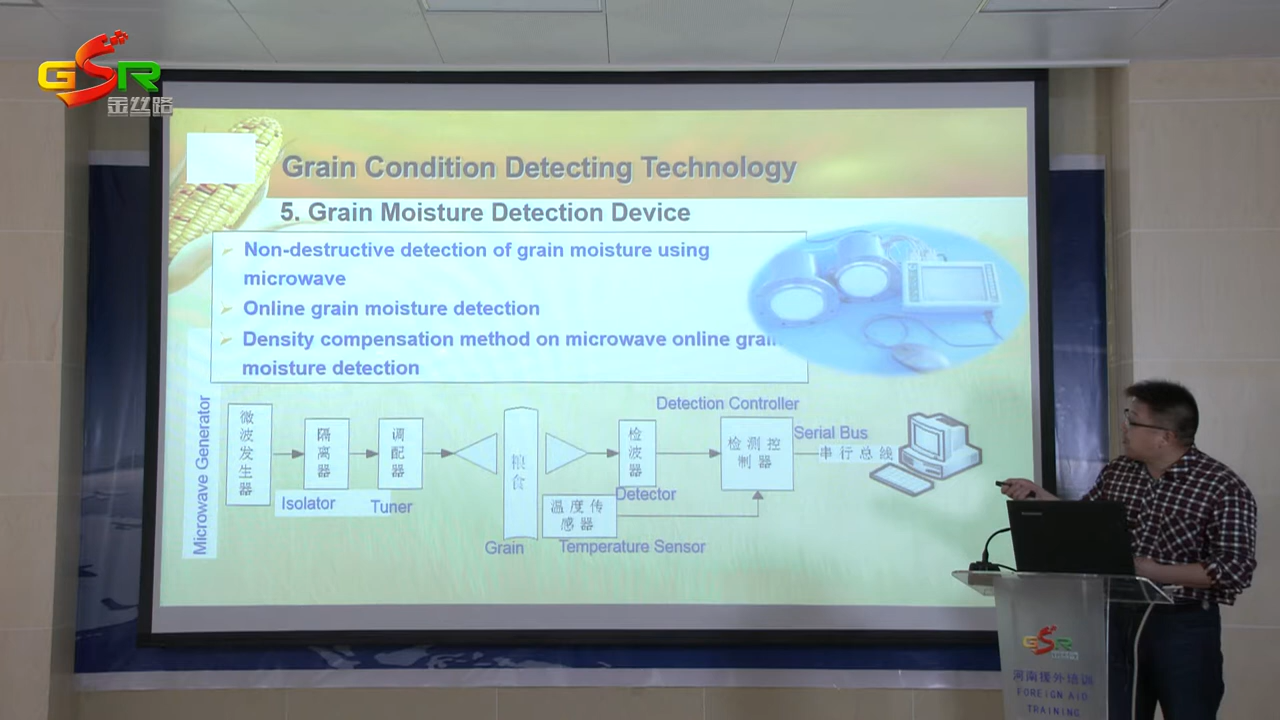 GSR
金丝路
Grain Condition Detecting Technology
5. Grain Moisture Detection Device
Non-destructive detection of grain moisture using
microwave
Online grain moisture detection
Density compensation method on microwave online grain
moisture detection
Microwave Generator
微波发生器
隔离器
Isolator
调配器
Tuner
粮食
Grain
检波器
Detector
温度传
感器
Temperature Sensor
Detection Controller
检测控
制器
Serial Bus
串行总线
GSR
河南援外培训
FOREIGN AID
TRAINING